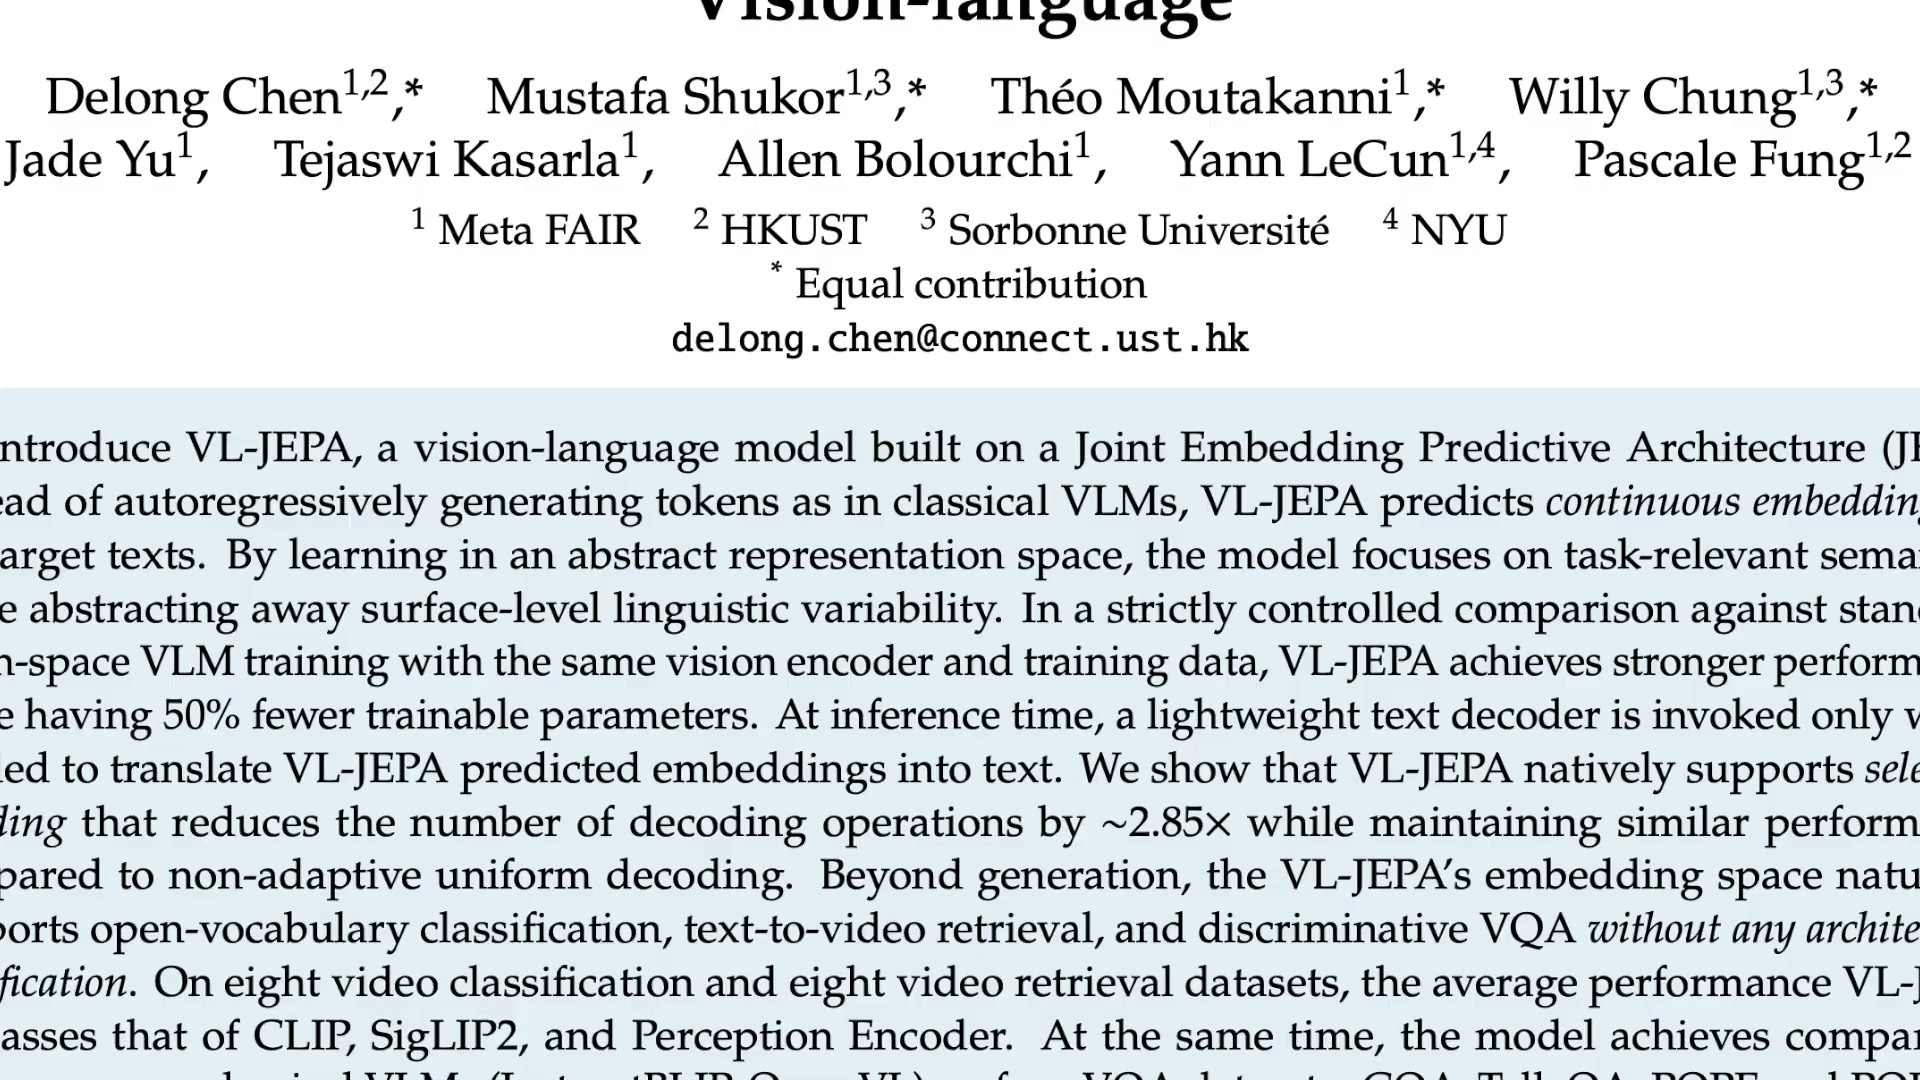 Vision-language
Delong Chen1,2,* Mustafa Shukor1,3,* Théo Moutakanni1,* Willy Chung1,3,*
Jade Yu1, Tejaswi Kasarla1, Allen Bolourchi1, Yann LeCun1,4, Pascale Fung1,2
1 Meta FAIR 2 HKUST 3 Sorbonne Université 4 NYU
* Equal contribution
delong.chen@connect.ust.hk
ntroduce VL-JEPA, a vision-language model built on a Joint Embedding Predictive Architecture (JE
ead of autoregressively generating tokens as in classical VLMs, VL-JEPA predicts continuous embedding
arget texts. By learning in an abstract representation space, the model focuses on task-relevant seman
e abstracting away surface-level linguistic variability. In a strictly controlled comparison against stand
n-space VLM training with the same vision encoder and training data, VL-JEPA achieves stronger perform
e having 50% fewer trainable parameters. At inference time, a lightweight text decoder is invoked only w
led to translate VL-JEPA predicted embeddings into text. We show that VL-JEPA natively supports sele
ding that reduces the number of decoding operations by ~2.85× while maintaining similar perform
pared to non-adaptive uniform decoding. Beyond generation, the VL-JEPA's embedding space natu
ports open-vocabulary classification, text-to-video retrieval, and discriminative VQA without any archite
fication. On eight video classification and eight video retrieval datasets, the average performance VL-J
asses that of CLIP, SigLIP2, and Perception Encoder. At the same time, the model achieves compar